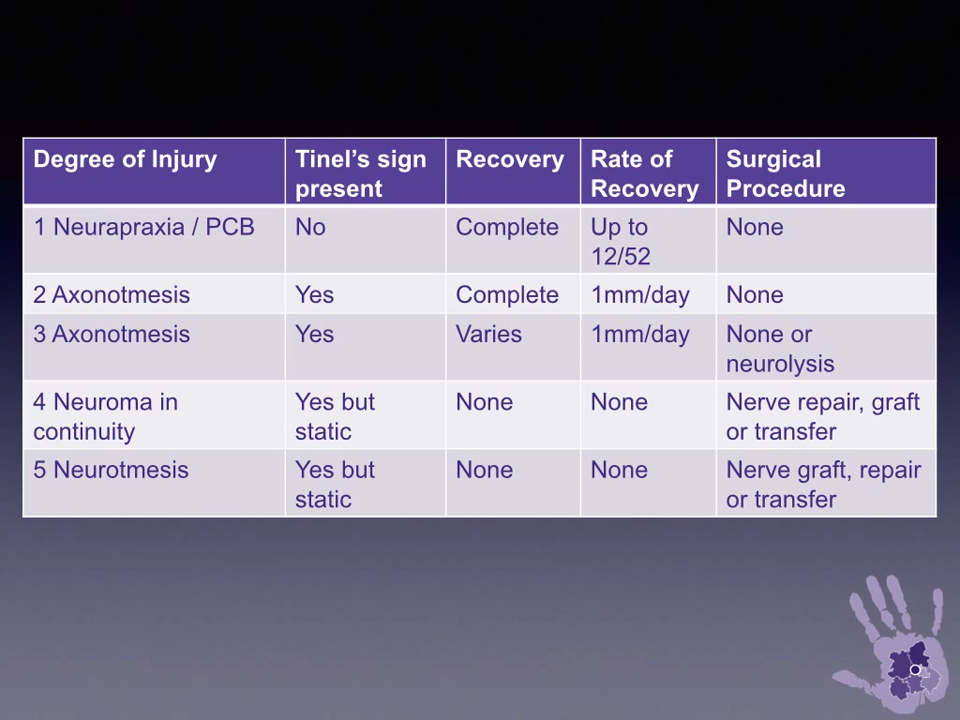 Degree of Injury Tinel’s sign present Recovery Rate of Recovery Surgical Procedure
1 Neurapraxia / PCB No Complete Up to 12/52 None
2 Axonotmesis Yes Complete 1mm/day None
3 Axonotmesis Yes Varies 1mm/day None or neurolysis
4 Neuroma in continuity Yes but static None None Nerve repair, graft or transfer
5 Neurotmesis Yes but static None None Nerve graft, repair or transfer